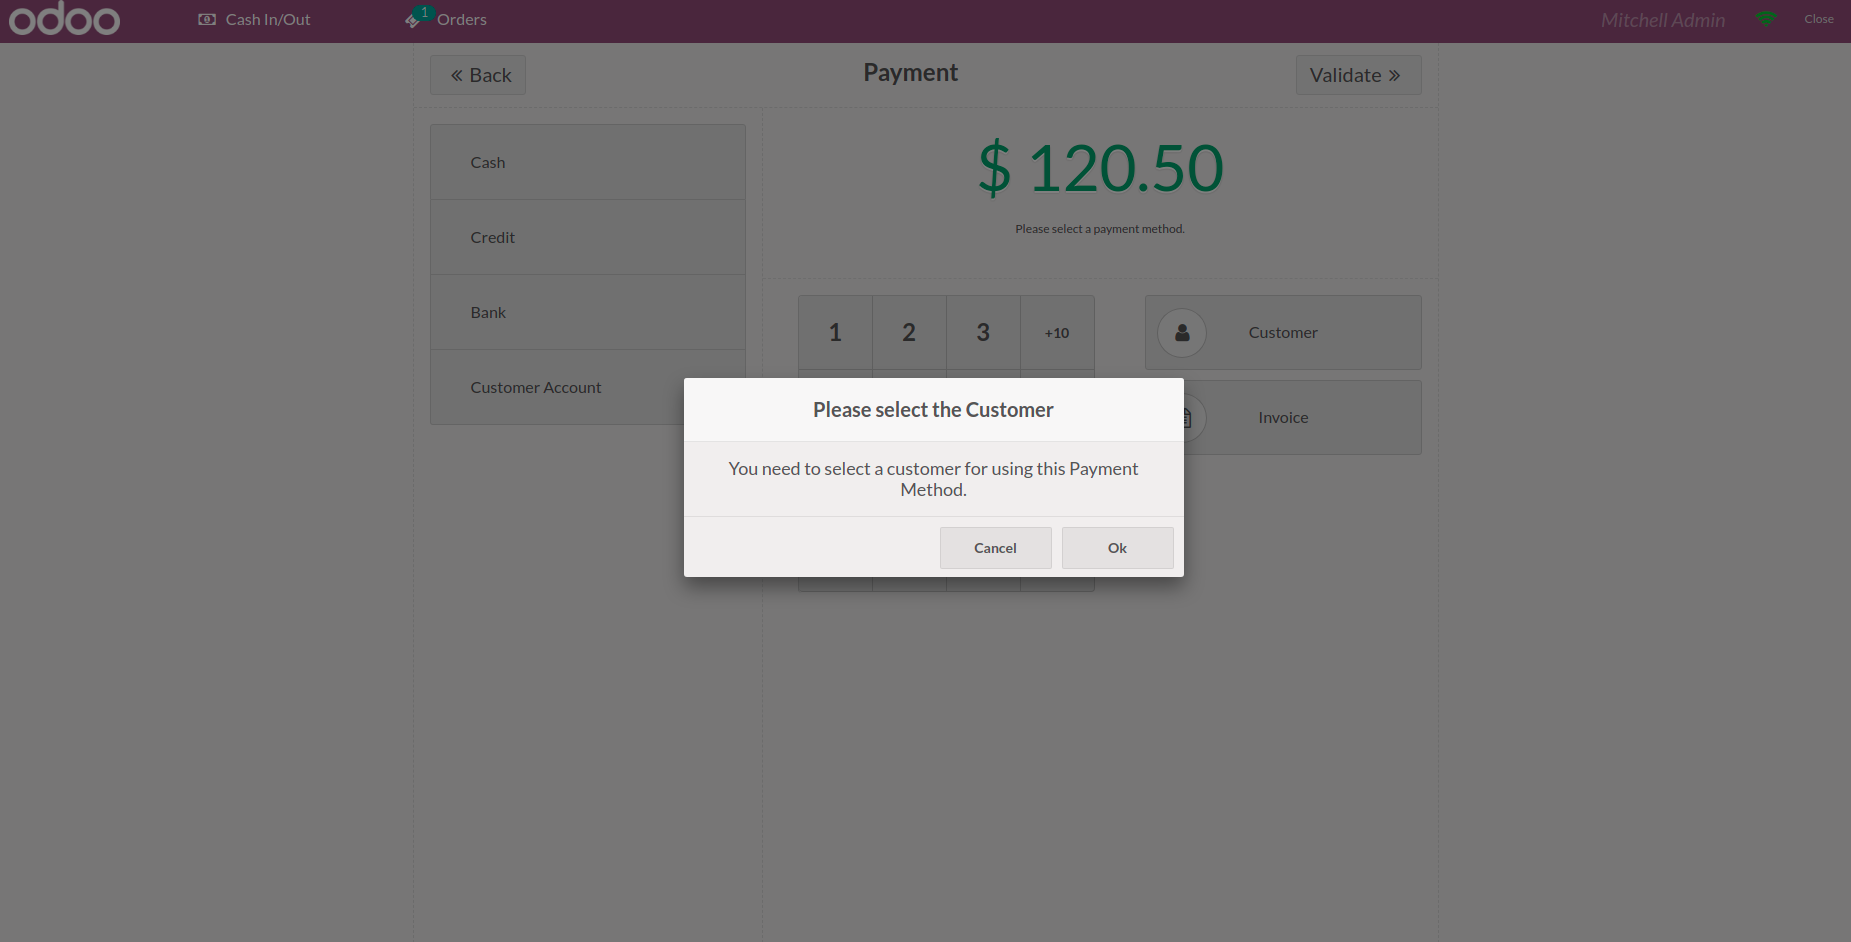 odoo
Cash In/Out
1
Orders
Mitchell Admin
Close
« Back
Payment
Validate »
Cash
Credit
Bank
Customer Account
$ 120.50
Please select a payment method.
1 2 3 +10
Customer
Invoice
Please select the Customer
You need to select a customer for using this Payment
Method.
Cancel
Ok